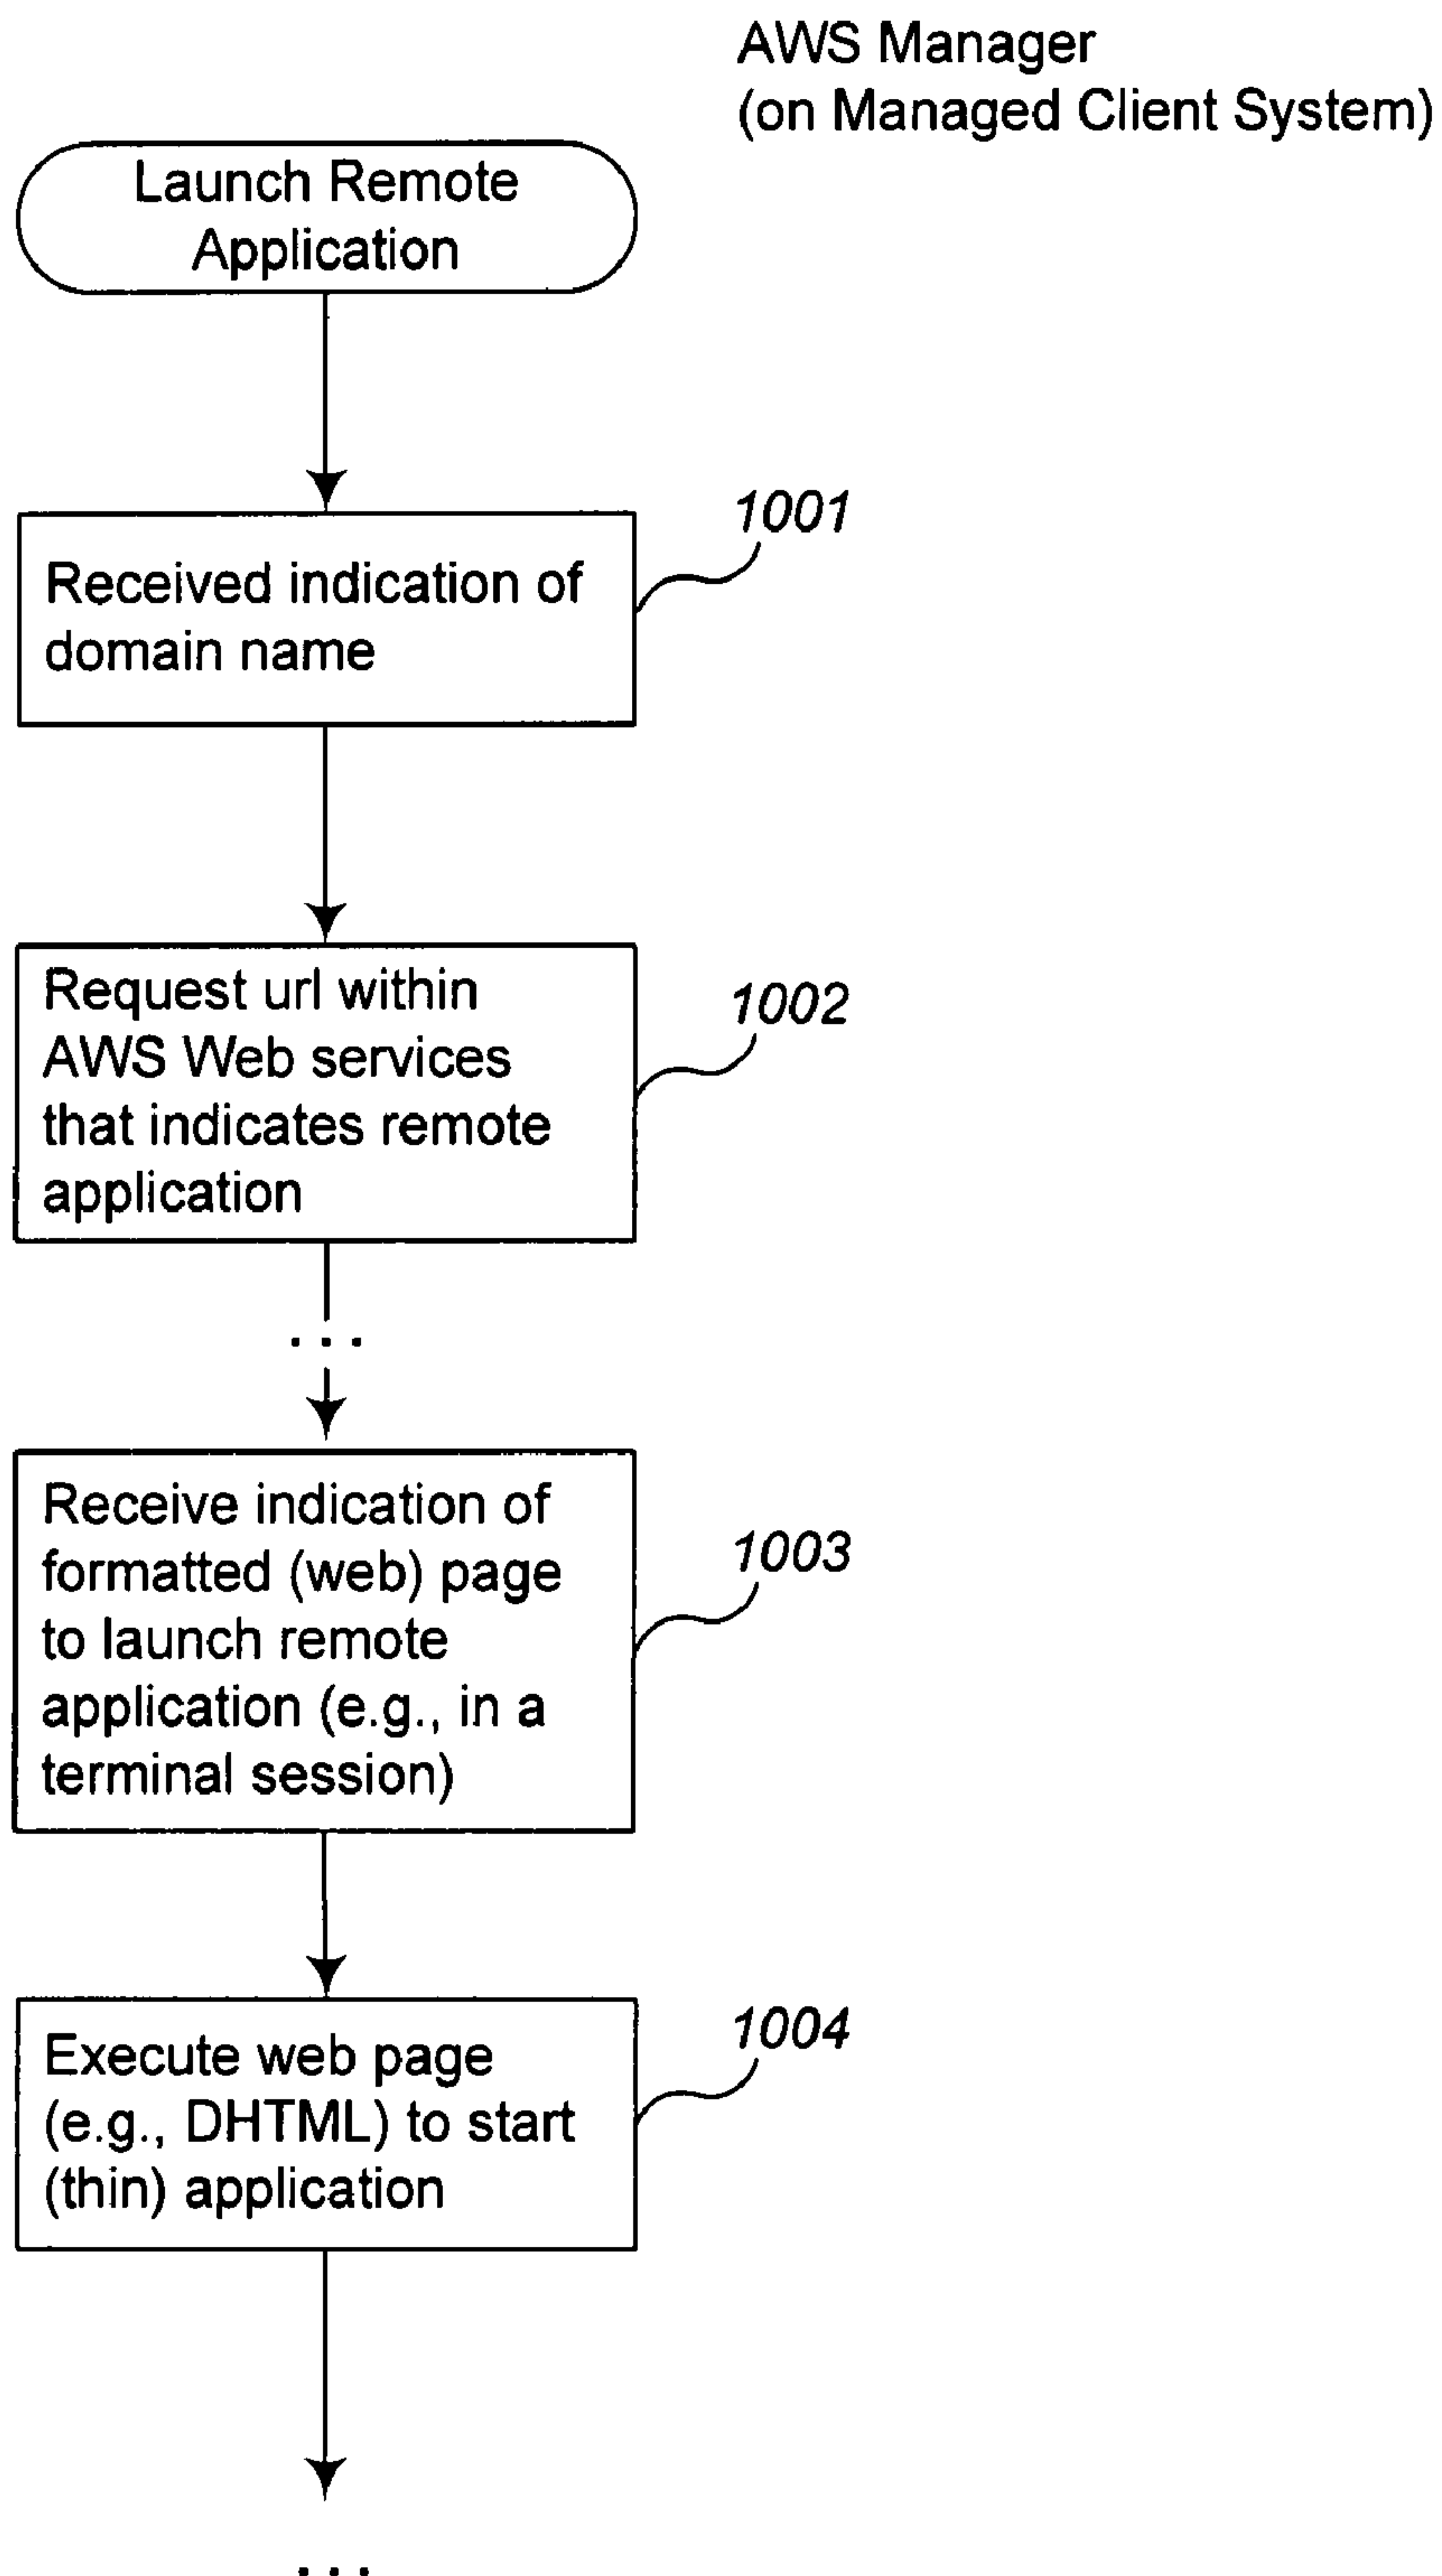 AWS Manager
(on Managed Client System)
Launch Remote
Application
1001
Received indication of
domain name
1002
Request url within
AWS Web services
that indicates remote
application
...
1003
Receive indication of
formatted (web) page
to launch remote
application (e.g., in a
terminal session)
1004
Execute web page
(e.g., DHTML) to start
(thin) application
...